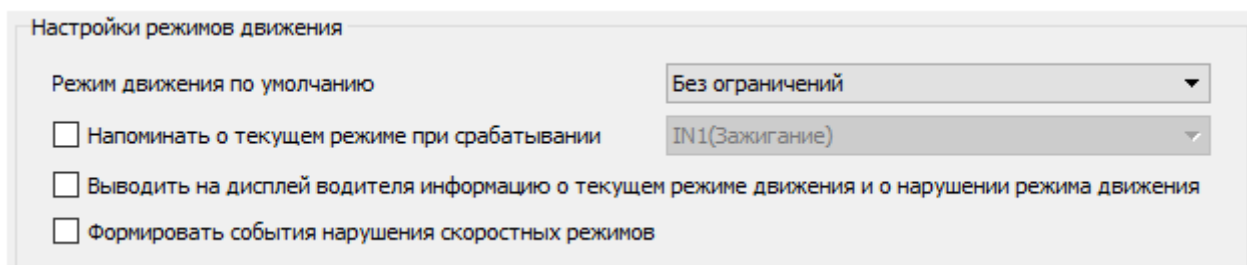 Настройки режимов движения
Режим движения по умолчанию Без ограничений
Напоминать о текущем режиме при срабатывании IN1(Зажигание)
Выводить на дисплей водителя информацию о текущем режиме движения и о нарушении режима движения
Формировать события нарушения скоростных режимов